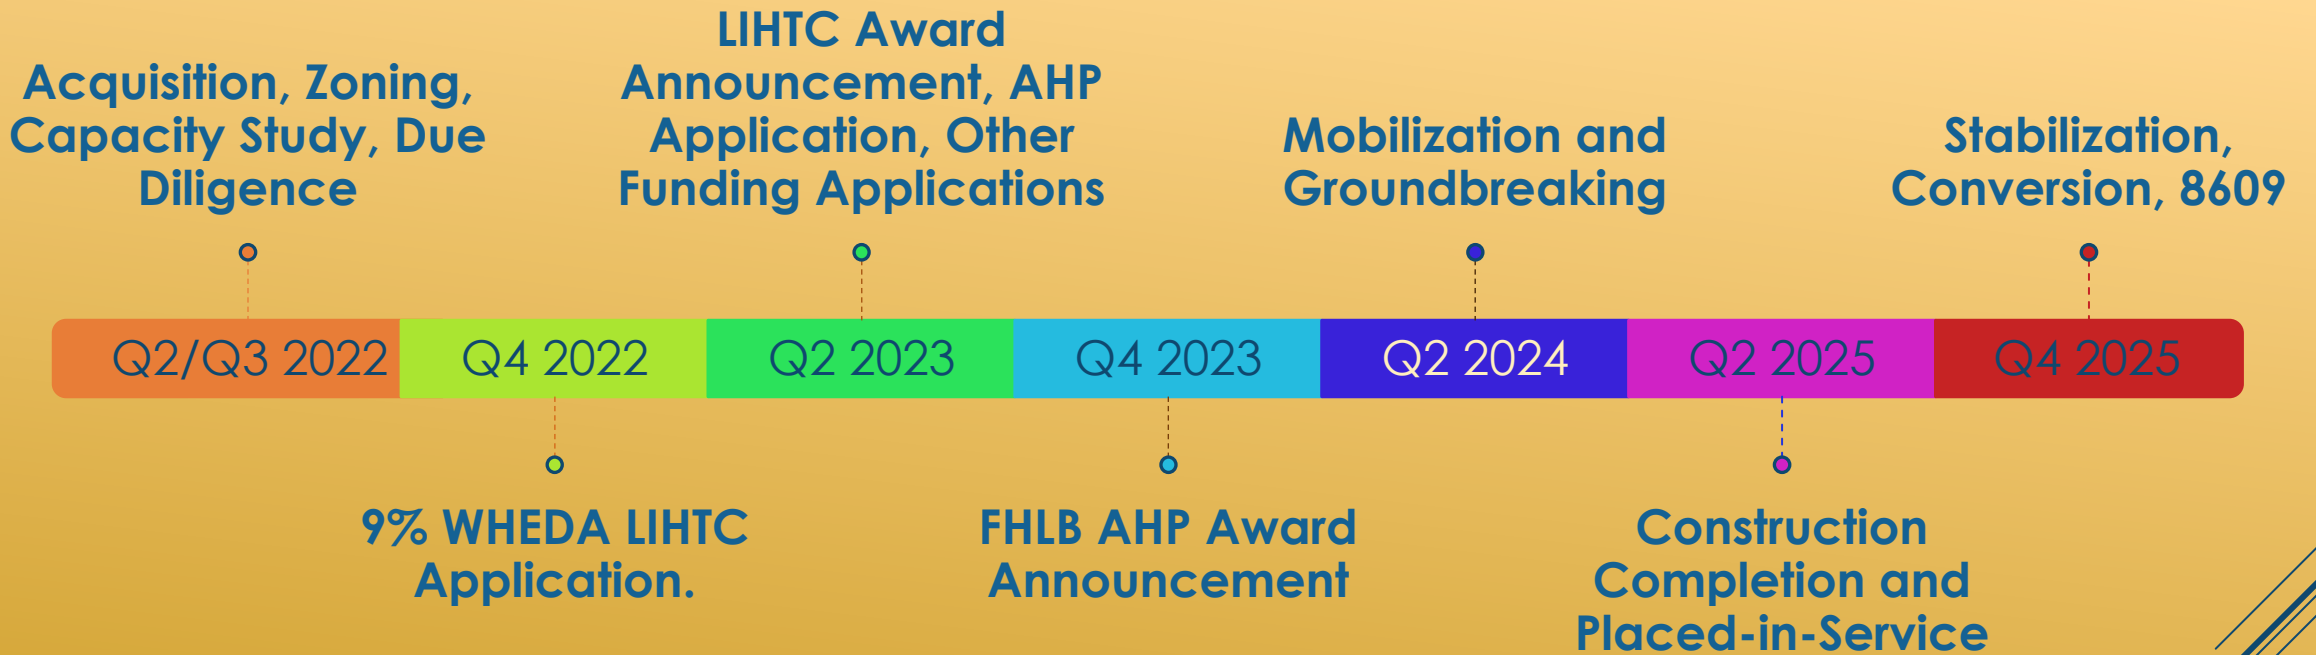 Acquisition, Zoning,
Capacity Study, Due
Diligence
LIHTC Award
Announcement, AHP
Application, Other
Funding Applications
Mobilization and
Groundbreaking
Stabilization,
Conversion, 8609
Q2/Q3 2022
Q4 2022
Q2 2023
Q4 2023
Q2 2024
Q2 2025
Q4 2025
9% WHEDA LIHTC
Application.
FHLB AHP Award
Announcement
Construction
Completion and
Placed-in-Service